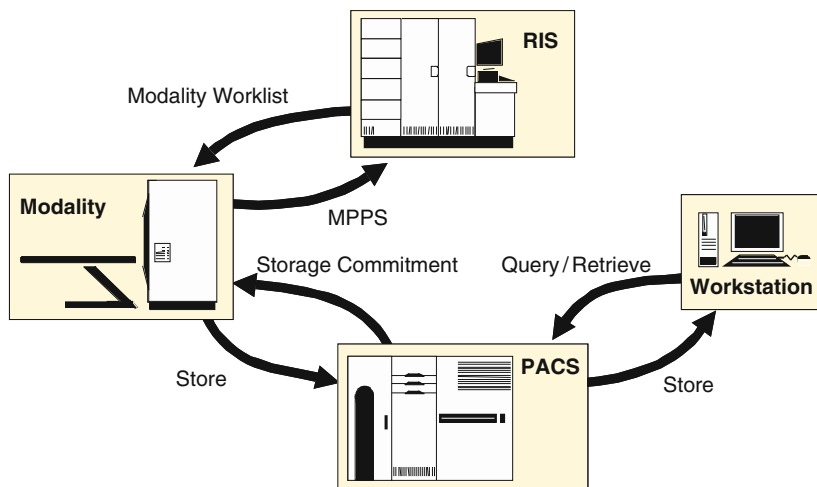 RIS
Modality Worklist
Modality
MPPS
Storage Commitment
Query / Retrieve
Workstation
PACS
Store
Store